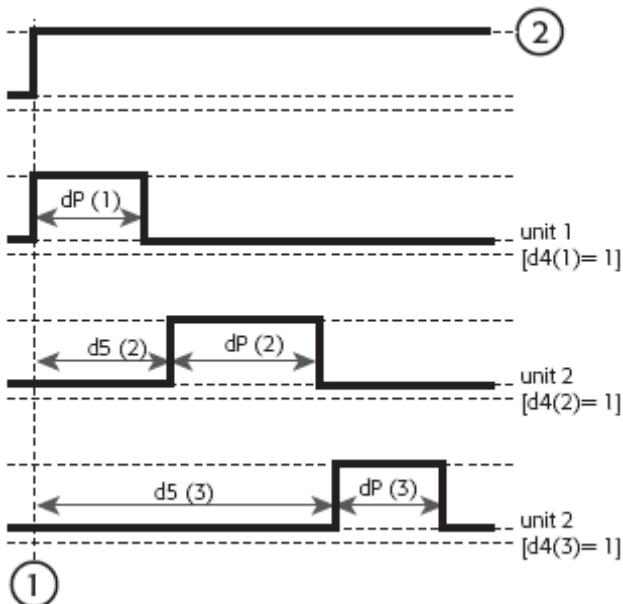 2
dP (1)
unit 1
[d4(1)= 1]
d5 (2)
dP (2)
unit 2
[d4(2)= 1]
d5 (3)
dP (3)
unit 2
[d4(3)= 1]
1